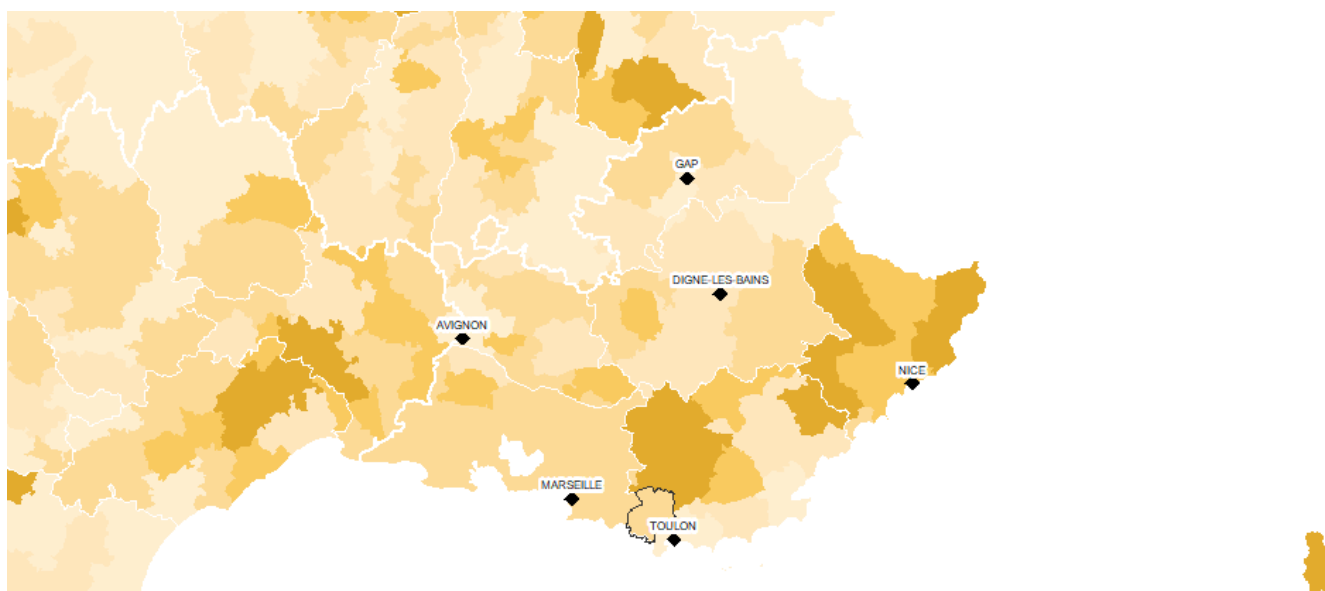 GAP
DIGNE-LES-BAINS
AVIGNON
NICE
MARSEILLE
TOULON